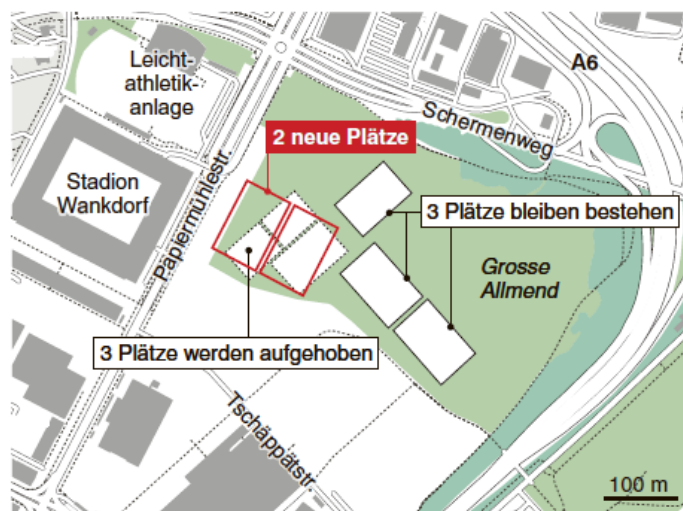 Leicht-
athletik-
anlage
A6
Schermenweg
2 neue Plätze
Stadion
Wankdorf
Papiermühlestr.
3 Plätze bleiben bestehen
Grosse
Allmend
3 Plätze werden aufgehoben
Tschäppätstr.
100 m